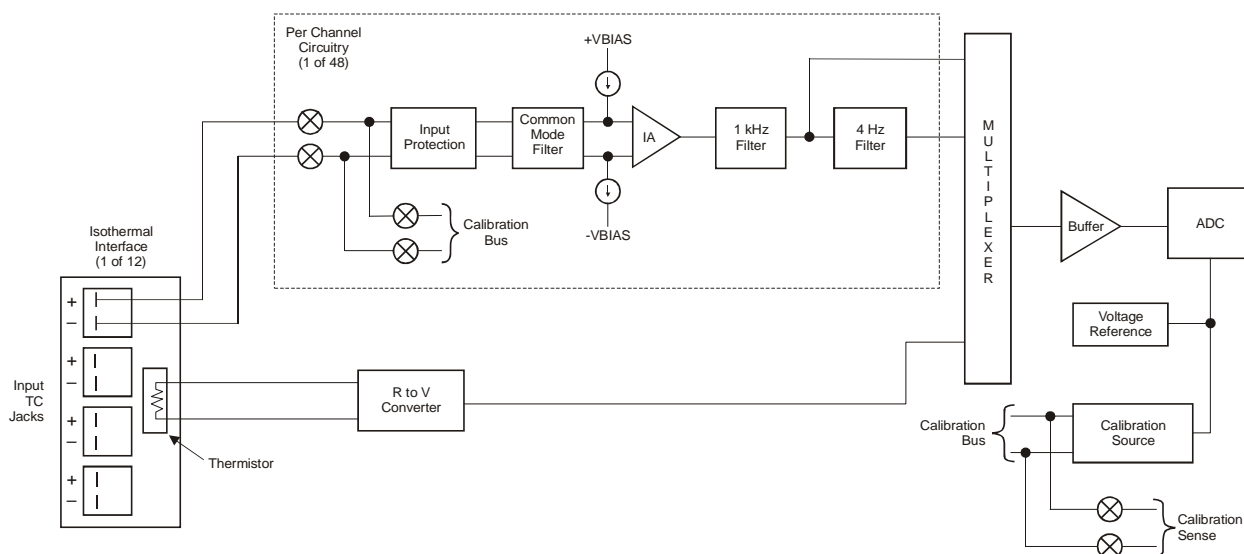 Per Channel
Circuitry
(1 of 48)
+VBIAS
Input
Protection
Common
Mode
Filter
IA
1 kHz
Filter
4 Hz
Filter
-VBIAS
Calibration
Bus
MULTIPLEXER
Buffer
ADC
Voltage
Reference
Isothermal
Interface
(1 of 12)
+
–
+
–
+
–
+
–
Input
TC
Jacks
Thermistor
R to V
Converter
Calibration
Bus
Calibration
Source
Calibration
Sense